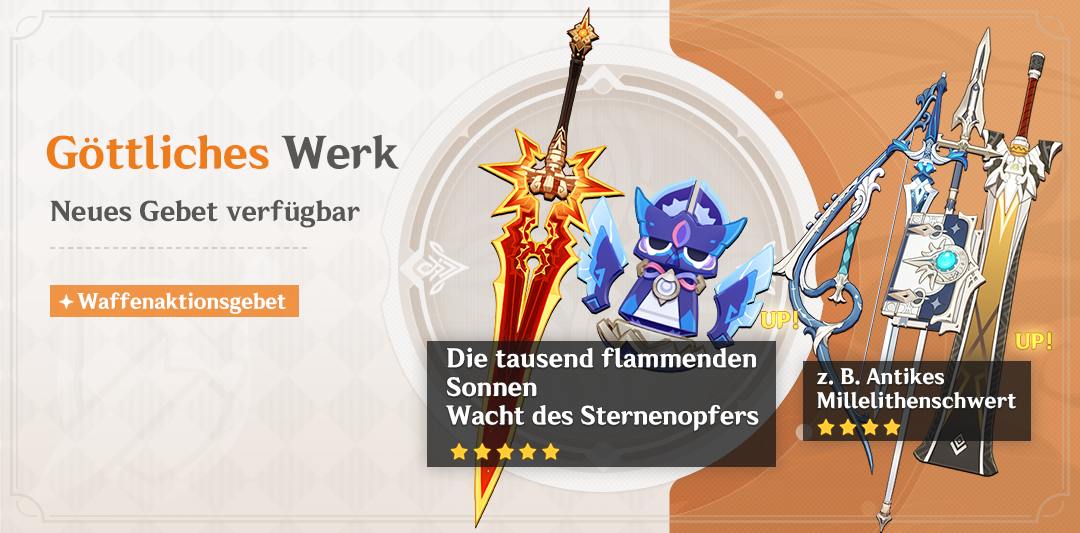 Göttliches Werk
Neues Gebet verfügbar
Waffenaktionsgebet
UP!
Die tausend flammenden
Sonnen
Wacht des Sternenopfers
UP!
z. B. Antikes
Millelithenschwert